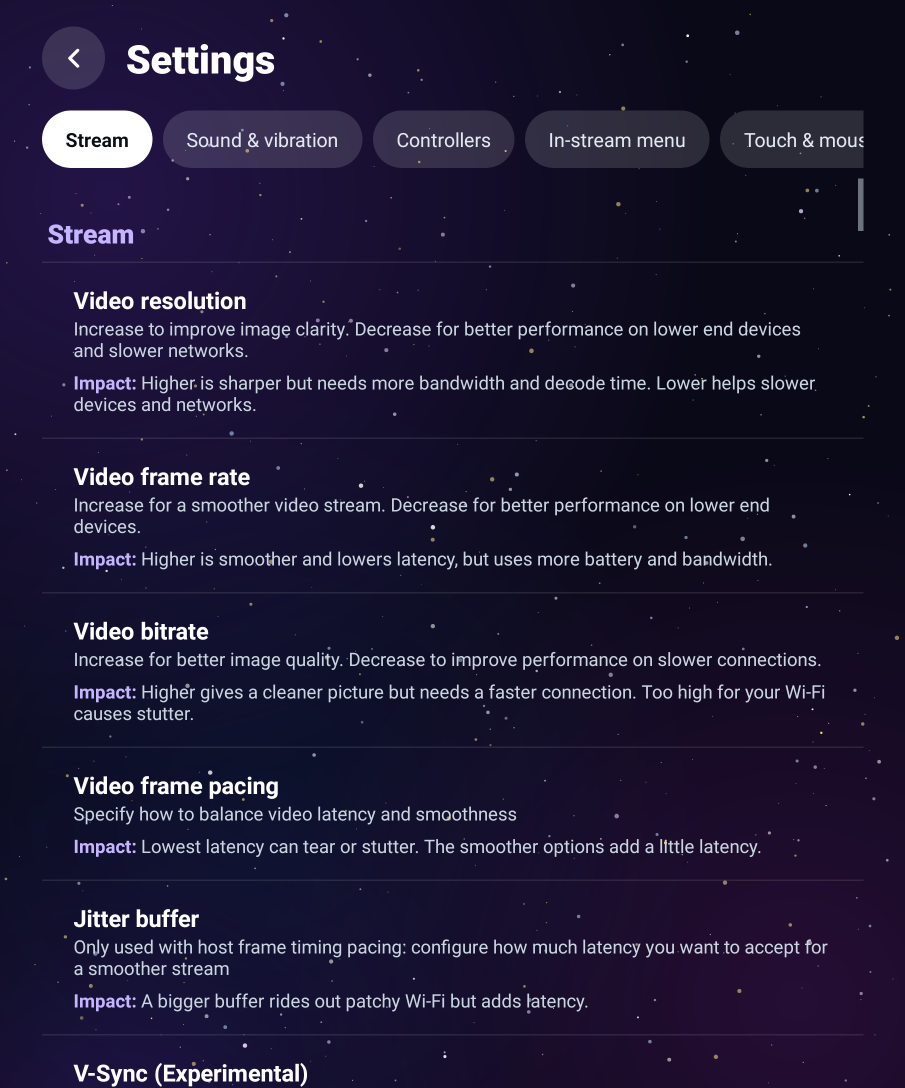 Settings
Stream
Sound & vibration
Controllers
In-stream menu
Touch & mous
Stream
Video resolution
Increase to improve image clarity. Decrease for better performance on lower end devices
and slower networks.
Impact: Higher is sharper but needs more bandwidth and decode time. Lower helps slower
devices and networks.
Video frame rate
Increase for a smoother video stream. Decrease for better performance on lower end
devices.
Impact: Higher is smoother and lowers latency, but uses more battery and bandwidth.
Video bitrate
Increase for better image quality. Decrease to improve performance on slower connections.
Impact: Higher gives a cleaner picture but needs a faster connection. Too high for your Wi-Fi
causes stutter.
Video frame pacing
Specify how to balance video latency and smoothness
Impact: Lowest latency can tear or stutter. The smoother options add a little latency.
Jitter buffer
Only used with host frame timing pacing: configure how much latency you want to accept for
a smoother stream
Impact: A bigger buffer rides out patchy Wi-Fi but adds latency.
V-Sync (Experimental)